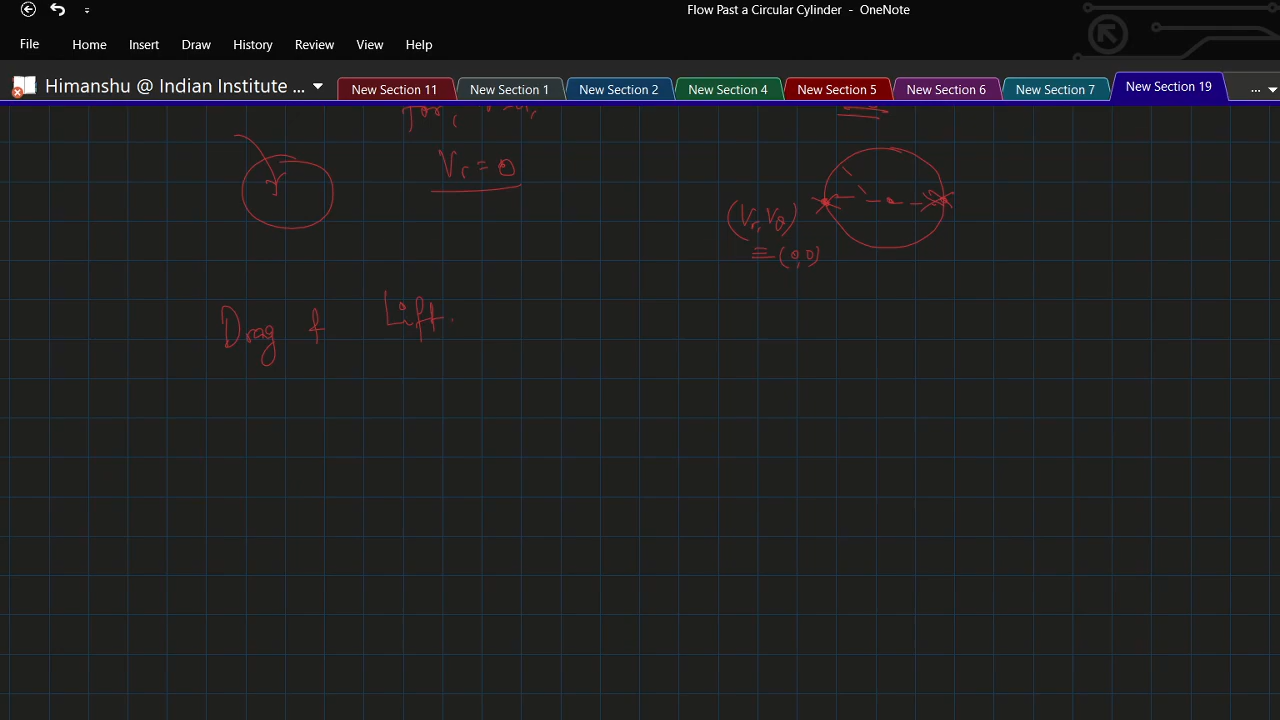 Flow Past a Circular Cylinder - OneNote
File Home Insert Draw History Review View Help
Himanshu @ Indian Institute ...
New Section 11 New Section 1 New Section 2 New Section 4 New Section 5 New Section 6 New Section 7 New Section 19 ...
Vr = 0
(Vr, Vθ)
≡ (0,0)
Drag & Lift.